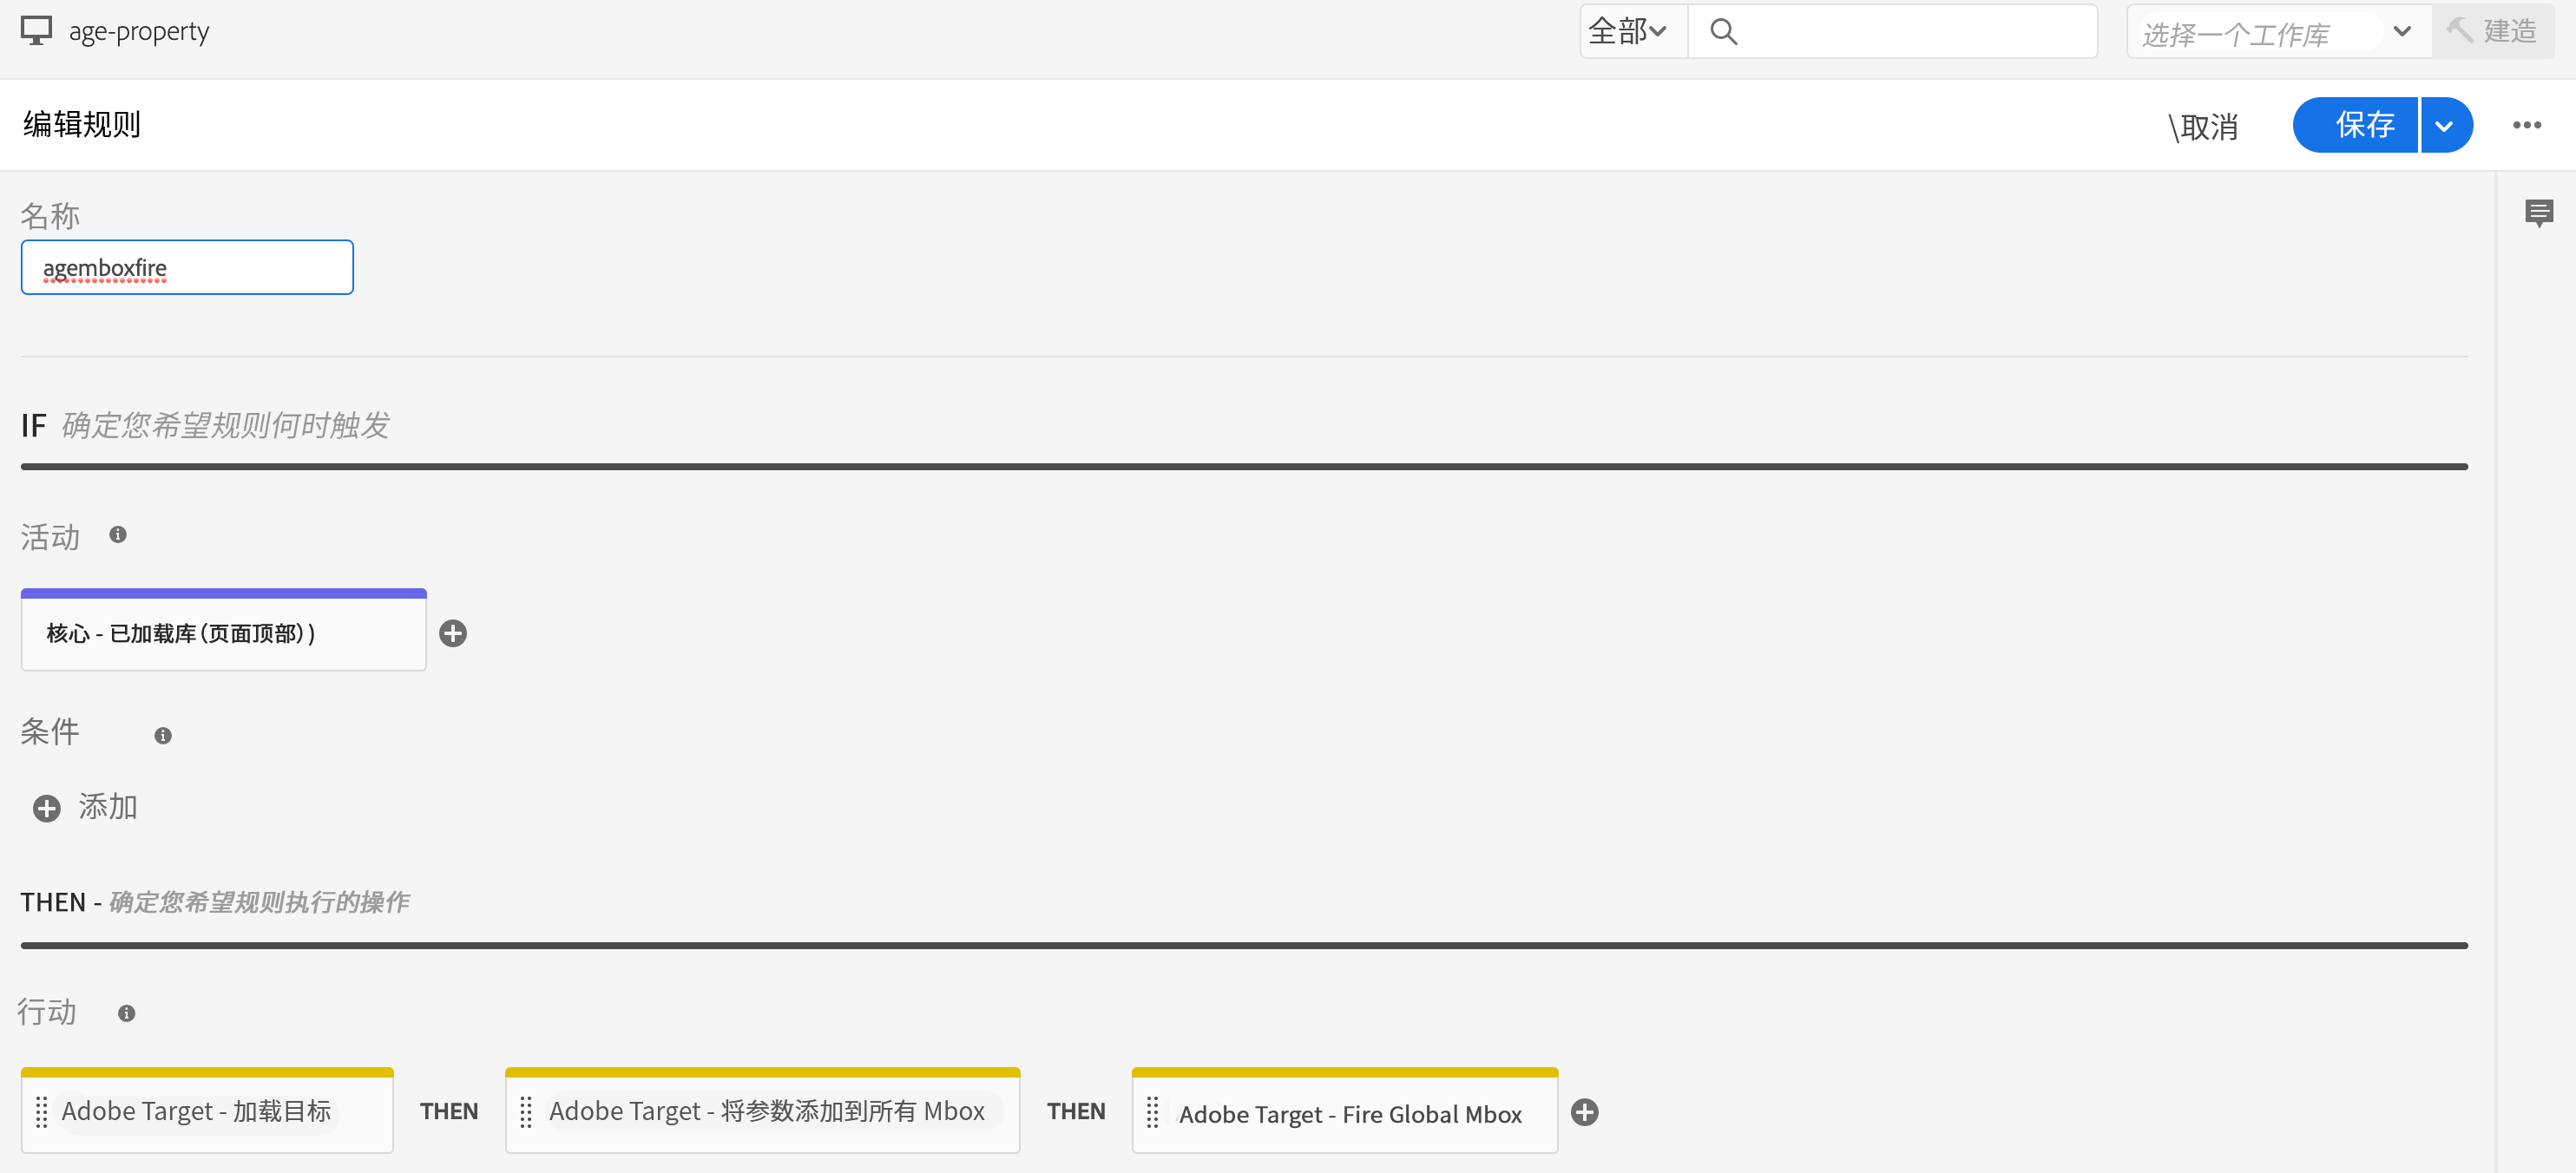 age-property
全部
选择一个工作库
建造
编辑规则
\取消
保存
名称
agemboxfire
IF 确定您希望规则何时触发
活动
核心 - 已加载库（页面顶部）)
条件
添加
THEN - 确定您希望规则执行的操作
行动
Adobe Target - 加载目标
THEN
Adobe Target - 将参数添加到所有 Mbox
THEN
Adobe Target - Fire Global Mbox